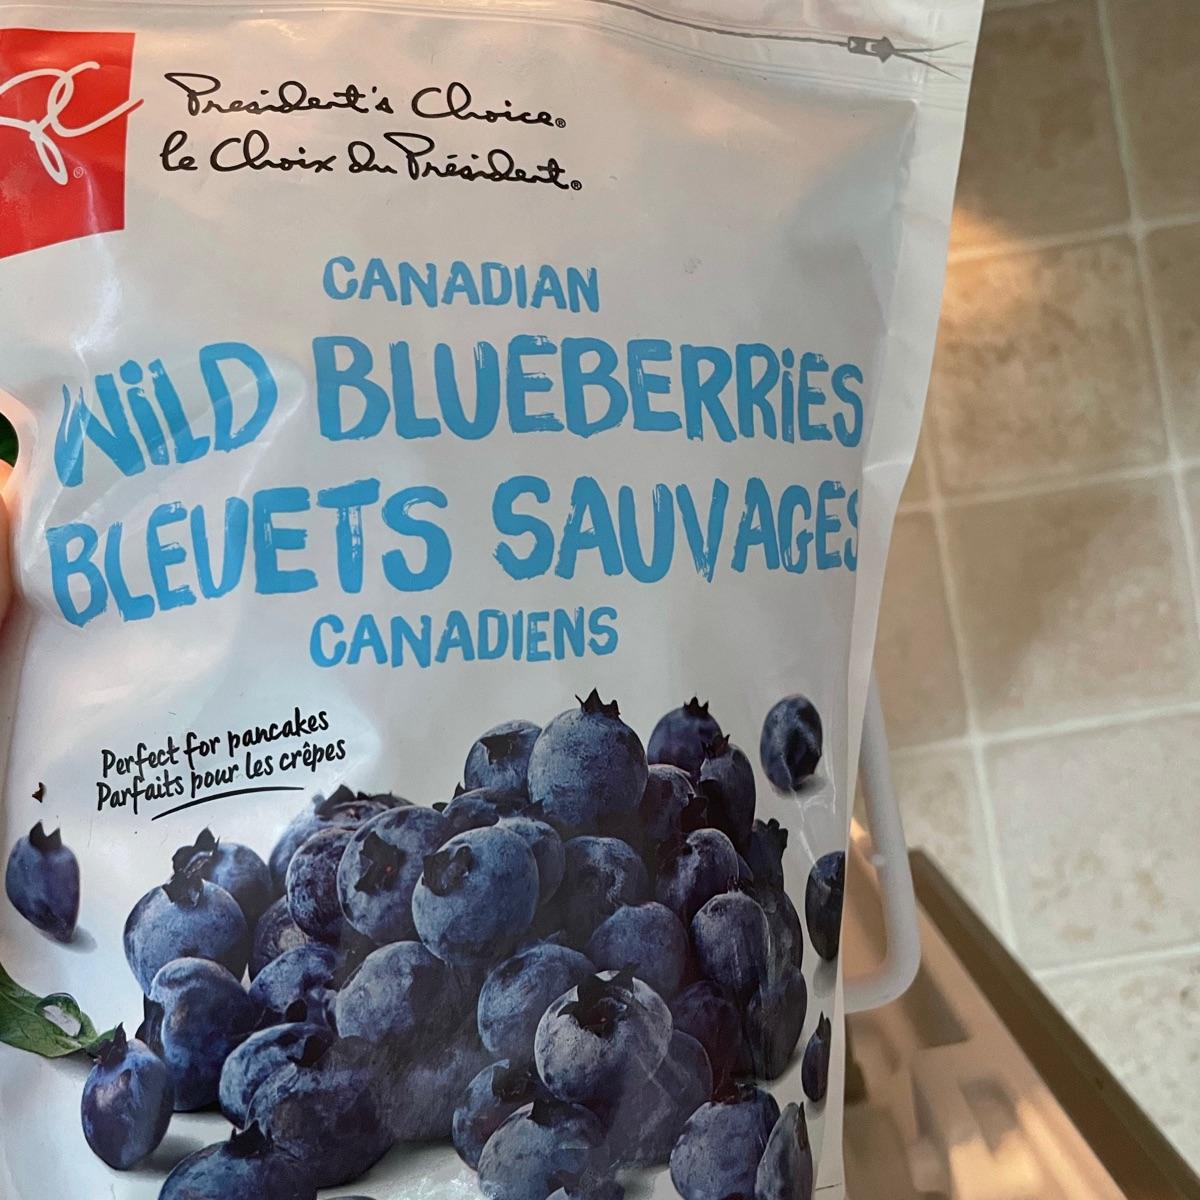 PC®
President's Choice®
le Choix du Président®
CANADIAN
WILD BLUEBERRIES
BLEUETS SAUVAGES
CANADIENS
Perfect for pancakes
Parfaits pour les crêpes